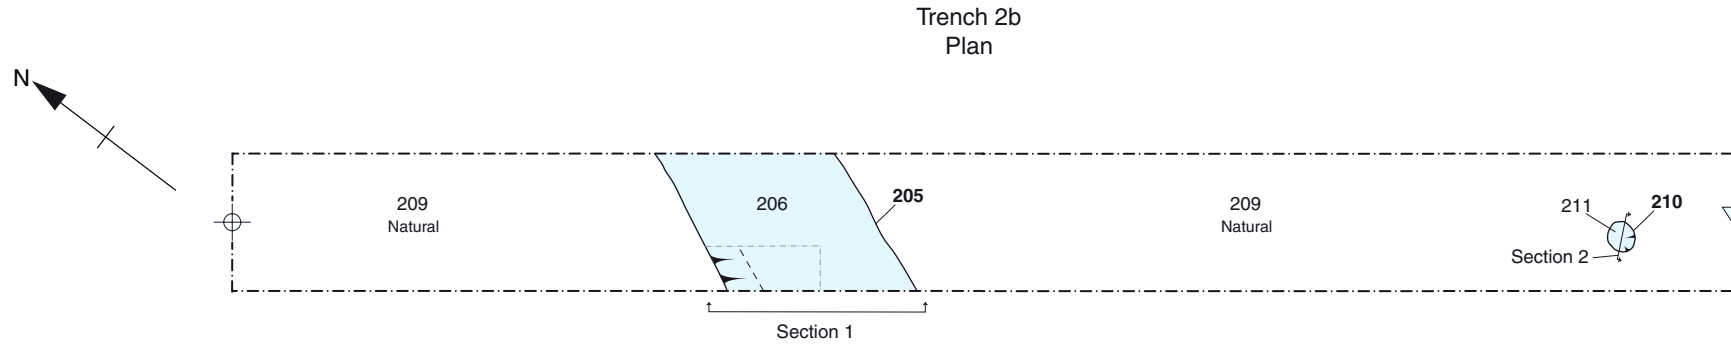 Trench 2b
Plan
N
209
Natural
206
205
209
Natural
211
210
Section 2
Section 1